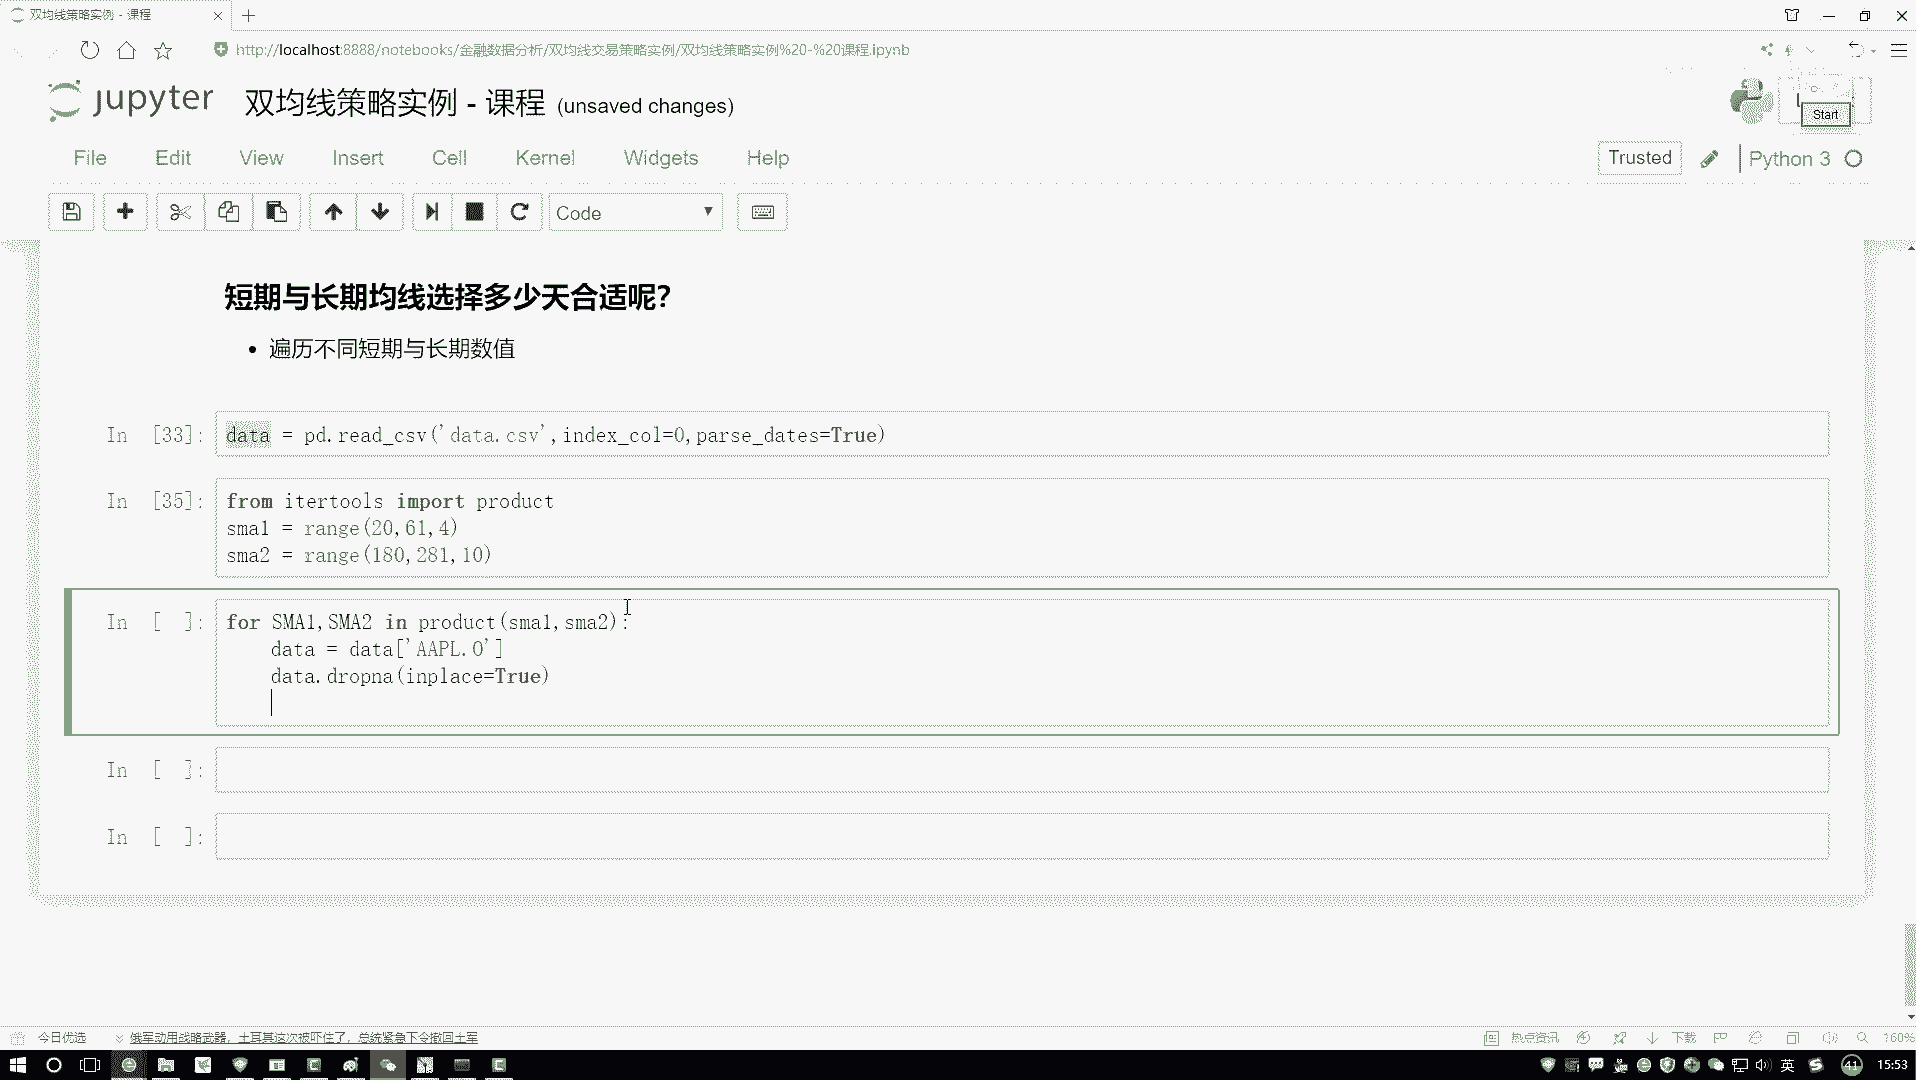 双均线策略实例 - 课程
http://localhost:8888/notebooks/金融数据分析/双均线交易策略实例/双均线策略实例%20-%20课程.ipynb
jupyter 双均线策略实例 - 课程 (unsaved changes)
Start
File Edit View Insert Cell Kernel Widgets Help
Trusted Python 3
Code
短期与长期均线选择多少天合适呢?
• 遍历不同短期与长期数值
In [33]: data = pd.read_csv('data.csv',index_col=0,parse_dates=True)
In [35]: from itertools import product
sma1 = range(20,61,4)
sma2 = range(180,281,10)
In [ ]: for SMA1,SMA2 in product(sma1,sma2):
data = data['AAPL.O']
data.dropna(inplace=True)
In [ ]:
In [ ]:
今日优选 俄军动用战略武器，土耳其这次被吓住了，总统紧急下令撤回土军 热点资讯 下载 160%
英 41 15:53